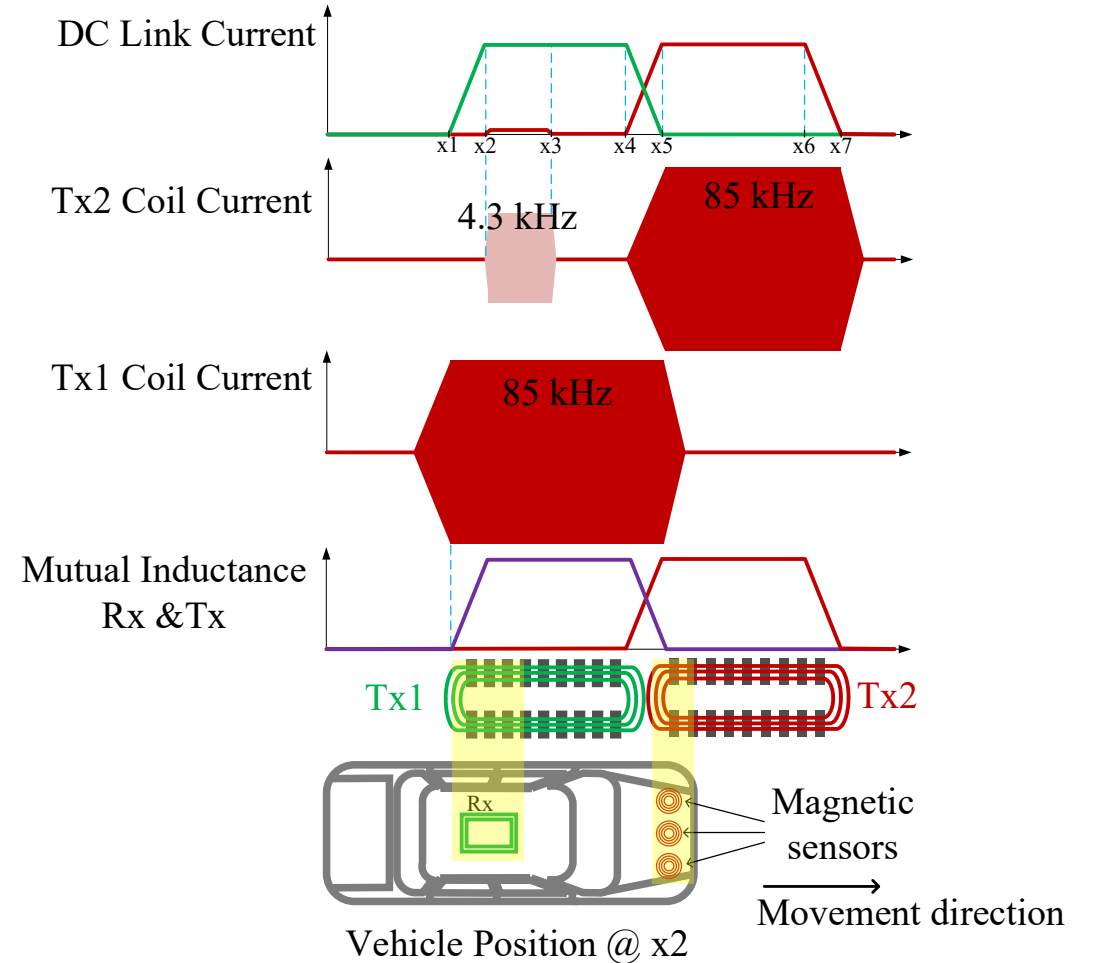 DC Link Current
x1 x2 x3 x4 x5 x6 x7
Tx2 Coil Current
4.3 kHz
85 kHz
Tx1 Coil Current
85 kHz
Mutual Inductance
Rx &Tx
Tx1
Tx2
Rx
Magnetic
sensors
Movement direction
Vehicle Position @ x2